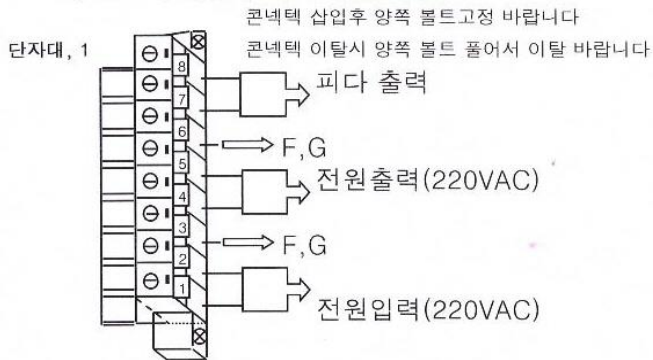 콘넥텍 삽입후 양쪽 볼트고정 바랍니다
단자대, 1
콘넥텍 이탈시 양쪽 볼트 풀어서 이탈 바랍니다
8
피다 출력
7
6
F,G
5
전원출력(220VAC)
4
3
F,G
2
1
전원입력(220VAC)